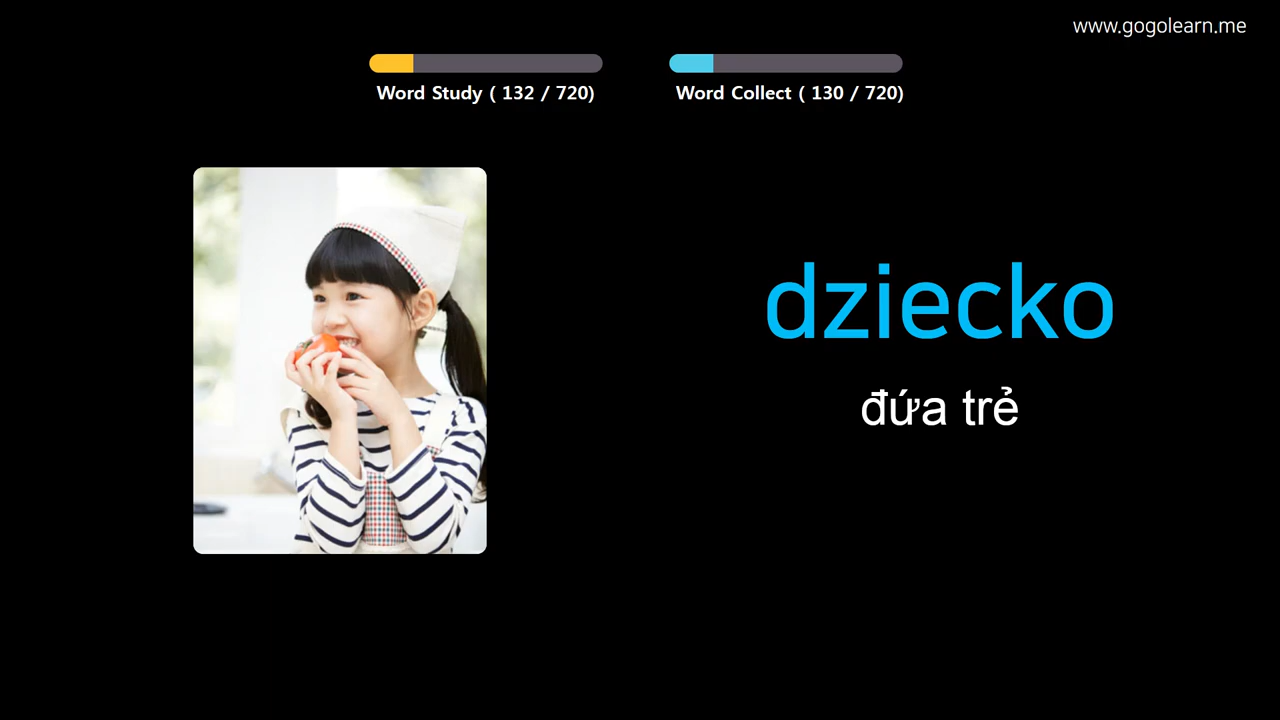 www.gogolearn.me
Word Study ( 132 / 720)
Word Collect ( 130 / 720)
dziecko
đứa trẻ